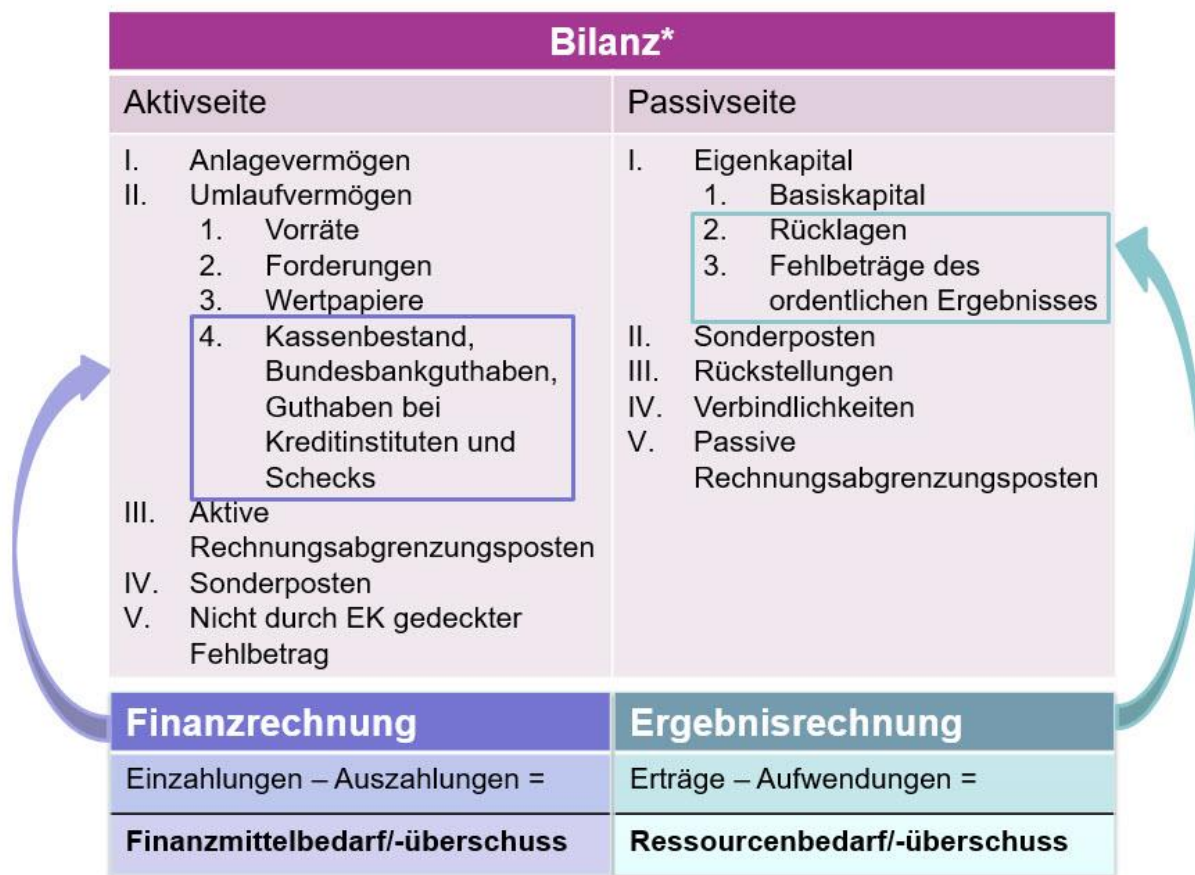 Bilanz*
Aktivseite
I. Anlagevermögen
II. Umlaufvermögen
1. Vorräte
2. Forderungen
3. Wertpapiere
4. Kassenbestand,
Bundesbankguthaben,
Guthaben bei
Kreditinstituten und
Schecks
III. Aktive
Rechnungsabgrenzungsposten
IV. Sonderposten
V. Nicht durch EK gedeckter
Fehlbetrag
Passivseite
I. Eigenkapital
1. Basiskapital
2. Rücklagen
3. Fehlbeträge des
ordentlichen Ergebnisses
II. Sonderposten
III. Rückstellungen
IV. Verbindlichkeiten
V. Passive
Rechnungsabgrenzungsposten
Finanzrechnung
Einzahlungen – Auszahlungen =
Finanzmittelbedarf/-überschuss
Ergebnisrechnung
Erträge – Aufwendungen =
Ressourcenbedarf/-überschuss